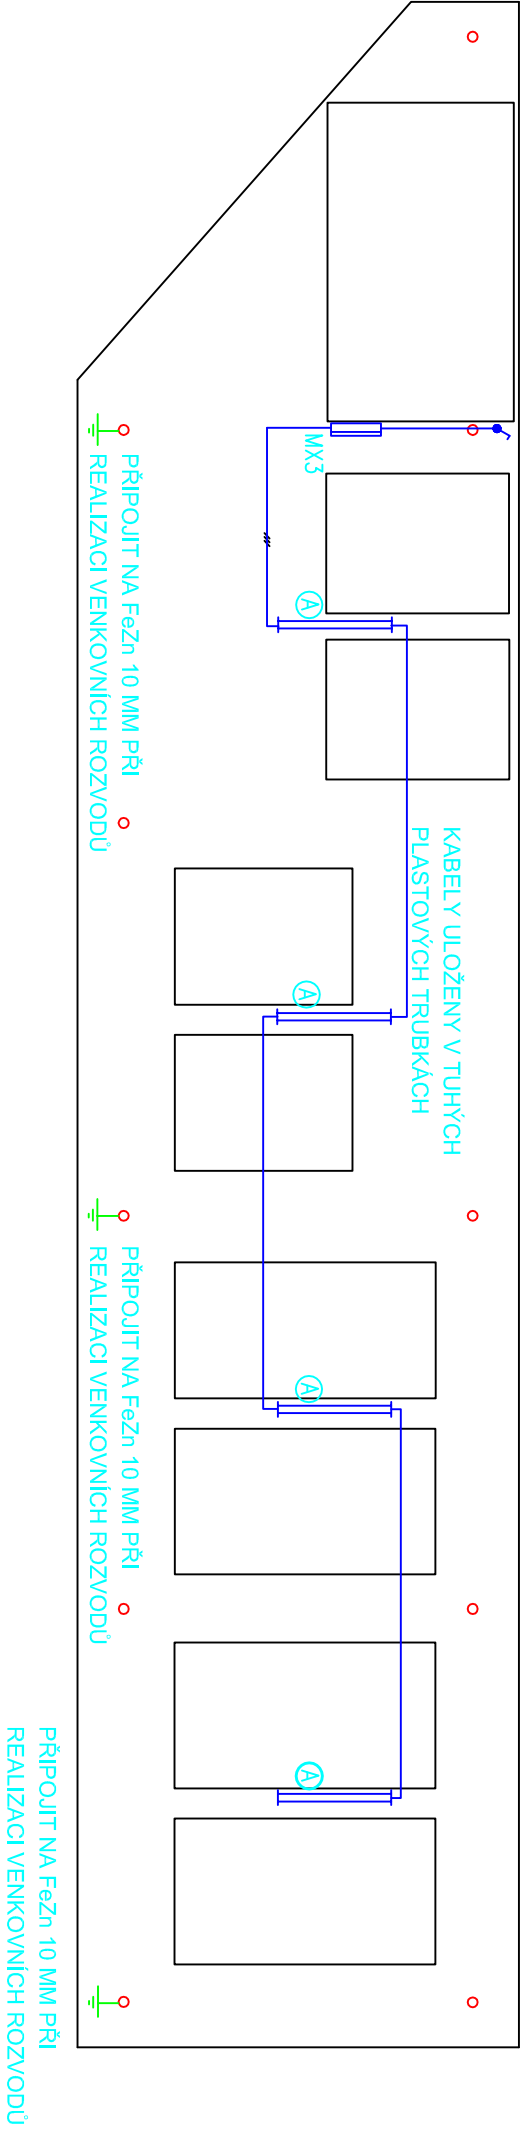 MX3
PŘIPOJIT NA FeZn 10 MM PŘI
REALIZACI VENKOVNÍCH ROZVODŮ
A
KABELY ULOŽENY V TUHÝCH
PLASTOVÝCH TRUBKÁCH
A
PŘIPOJIT NA FeZn 10 MM PŘI
REALIZACI VENKOVNÍCH ROZVODŮ
A
A
PŘIPOJIT NA FeZn 10 MM PŘI
REALIZACI VENKOVNÍCH ROZVODŮ